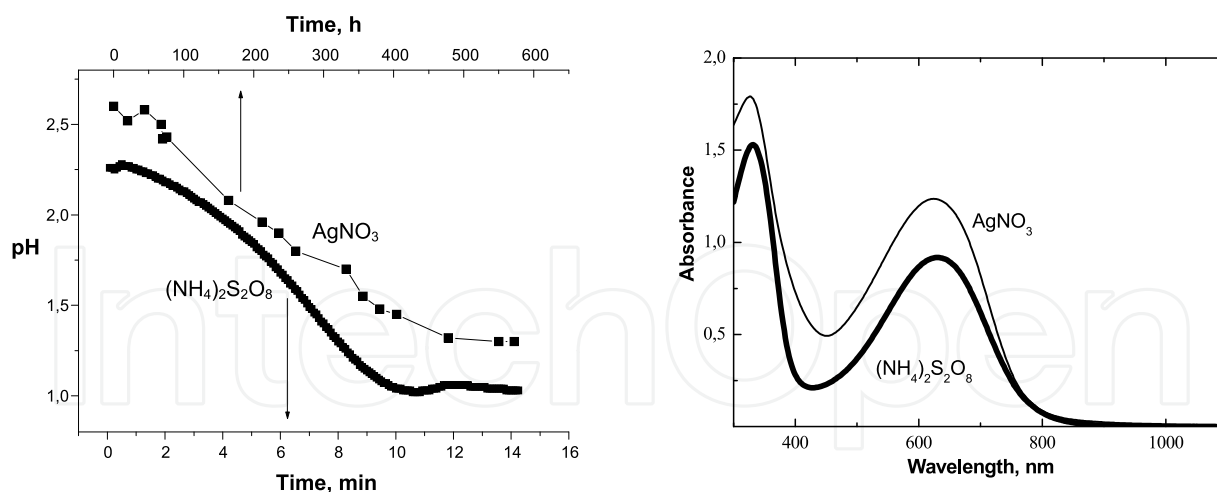 Time, h
0 100 200 300 400 500 600
2,5
2,0
1,5
1,0
pH
AgNO₃
(NH₄)₂S₂O₈
0 2 4 6 8 10 12 14 16
Time, min
2,0
1,5
1,0
0,5
Absorbance
AgNO₃
(NH₄)₂S₂O₈
400 600 800 1000
Wavelength, nm
IntechOpen